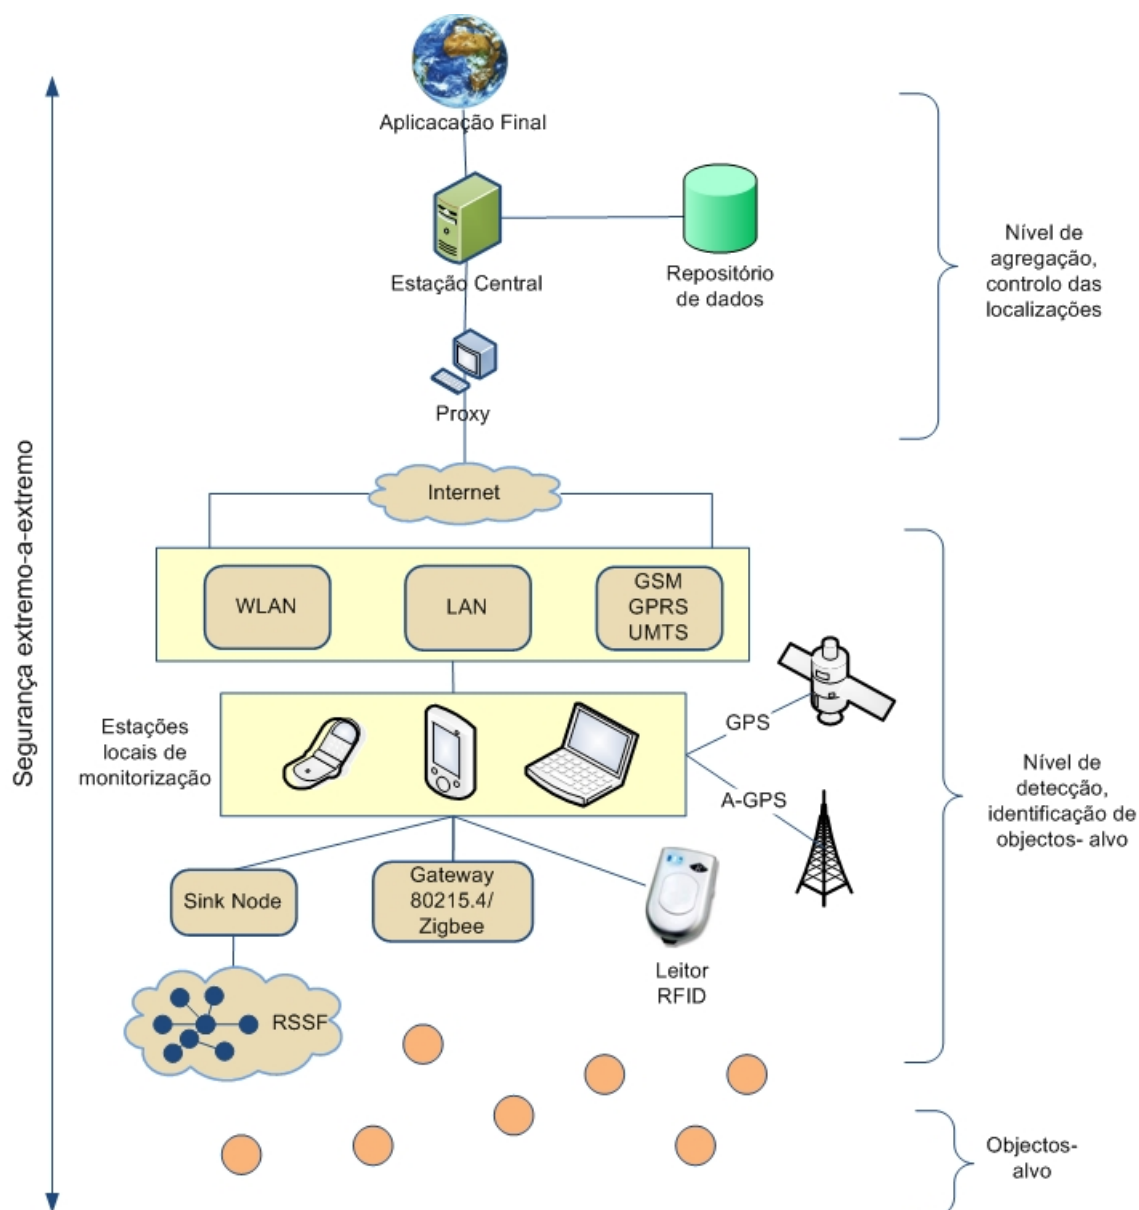 Aplicacação Final
Estação Central
Repositório
de dados
Nível de
agregação,
controlo das
localizações
Proxy
Segurança extremo-a-extremo
Internet
WLAN
LAN
GSM
GPRS
UMTS
Estações
locais de
monitorização
GPS
A-GPS
Nível de
detecção,
identificação de
objectos- alvo
Sink Node
Gateway
80215.4/
Zigbee
Leitor
RFID
RSSF
Objectos-
alvo